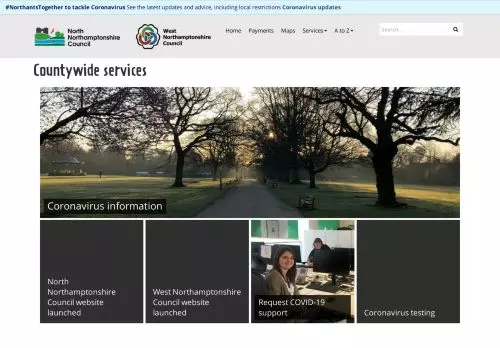 #NorthantsTogether to tackle Coronavirus See the latest updates and advice, including local restrictions Coronavirus updates
North
Northamptonshire
Council
West
Northamptonshire
Council
Home Payments Maps Services A to Z
Search ...
Countywide services
Coronavirus information
North
Northamptonshire
Council website
launched
West Northamptonshire
Council website
launched
Request COVID-19
support
Coronavirus testing